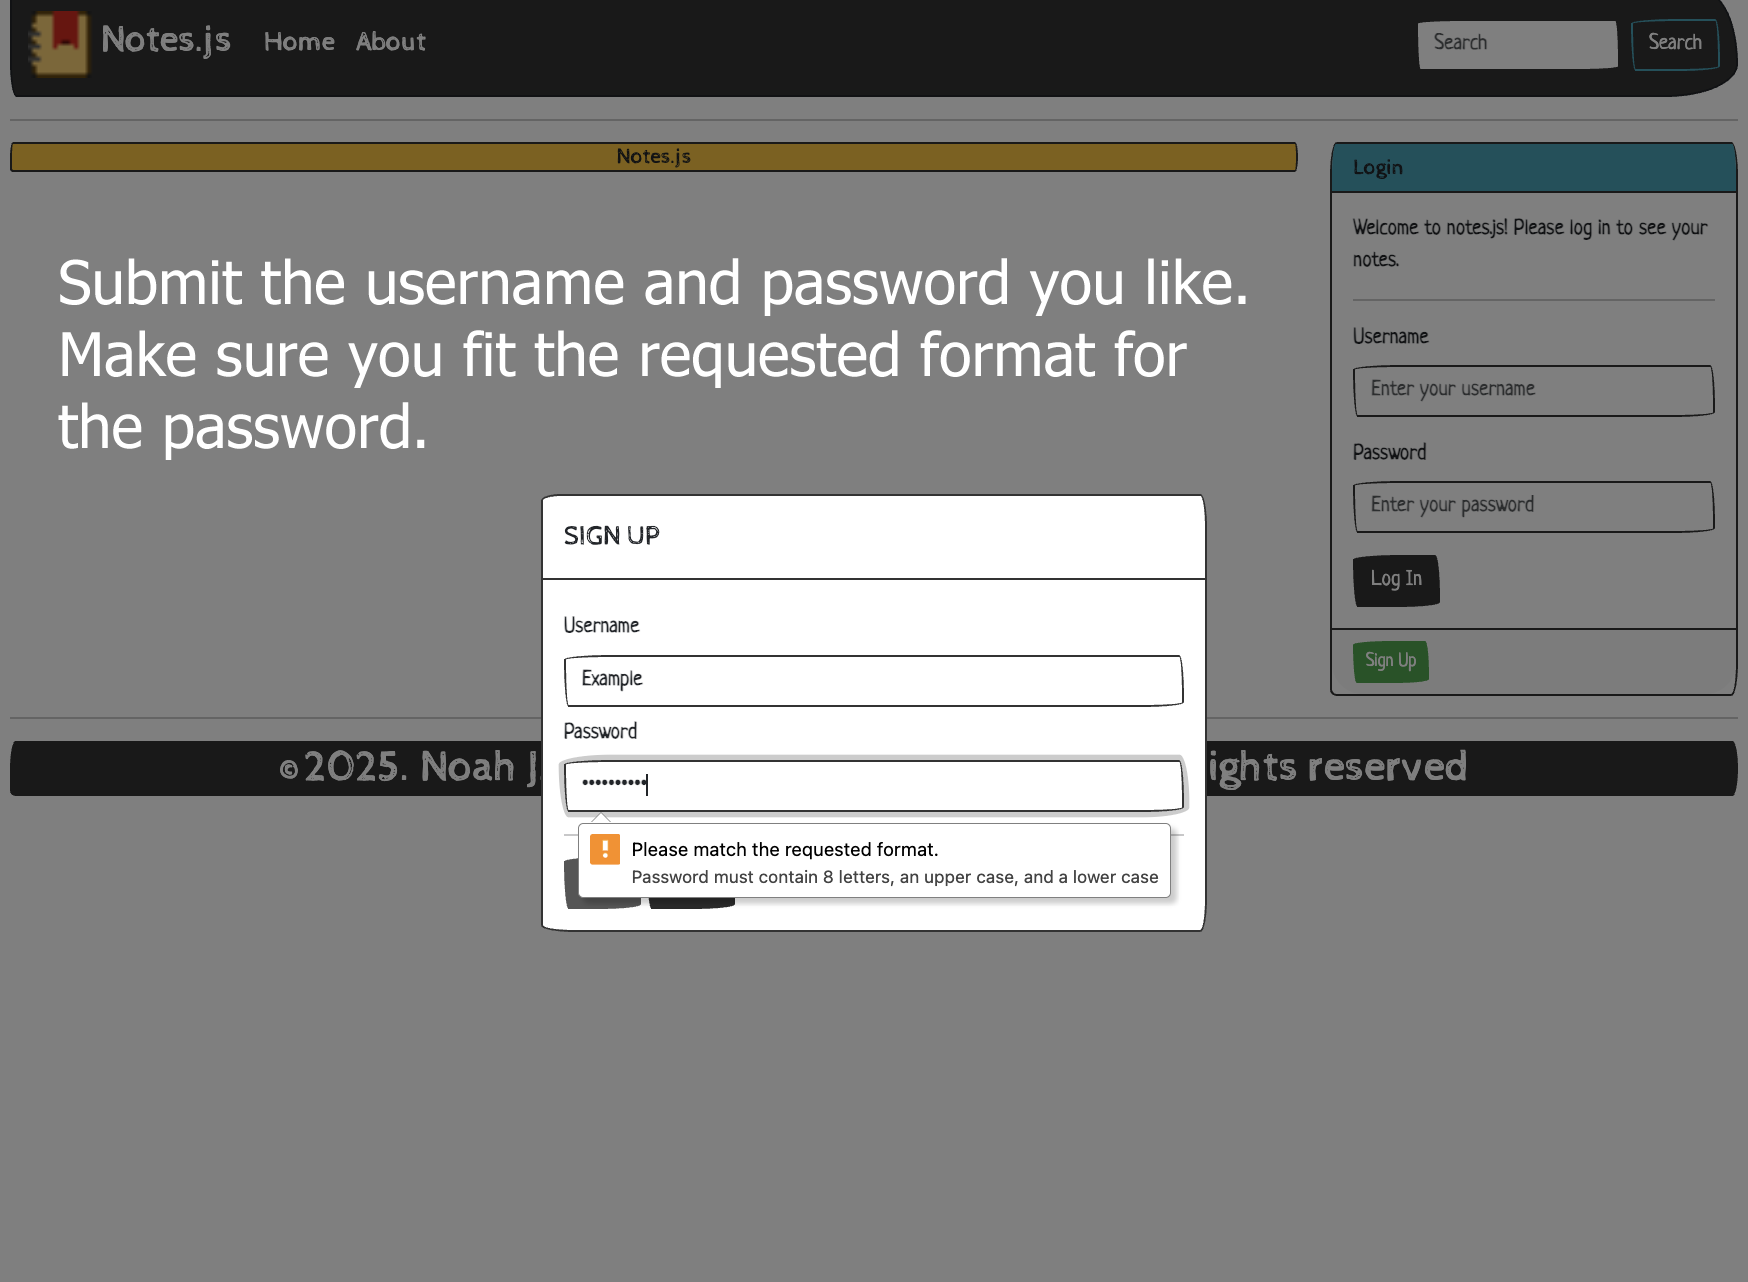 Notes.js Home About Search Search
Notes.js
Submit the username and password you like.
Make sure you fit the requested format for
the password.
Login
Welcome to notes.js! Please log in to see your
notes.
Username
Enter your username
Password
Enter your password
Log In
Sign Up
SIGN UP
Username
Example
Password
••••••••••
Please match the requested format.
Password must contain 8 letters, an upper case, and a lower case
©2025. Noah J
ights reserved